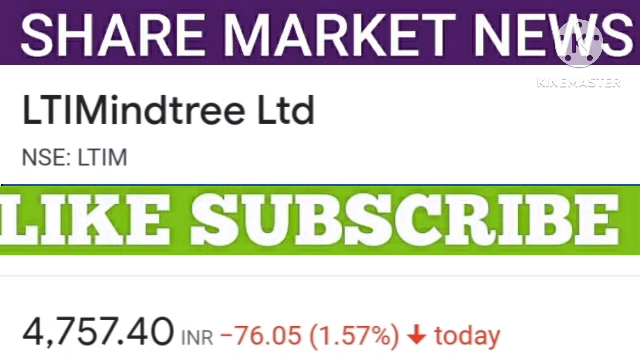 SHARE MARKET NEWS
KINEMASTER
LTIMindtree Ltd
NSE: LTIM
LIKE SUBSCRIBE
4,757.40 INR −76.05 (1.57%) ↓ today